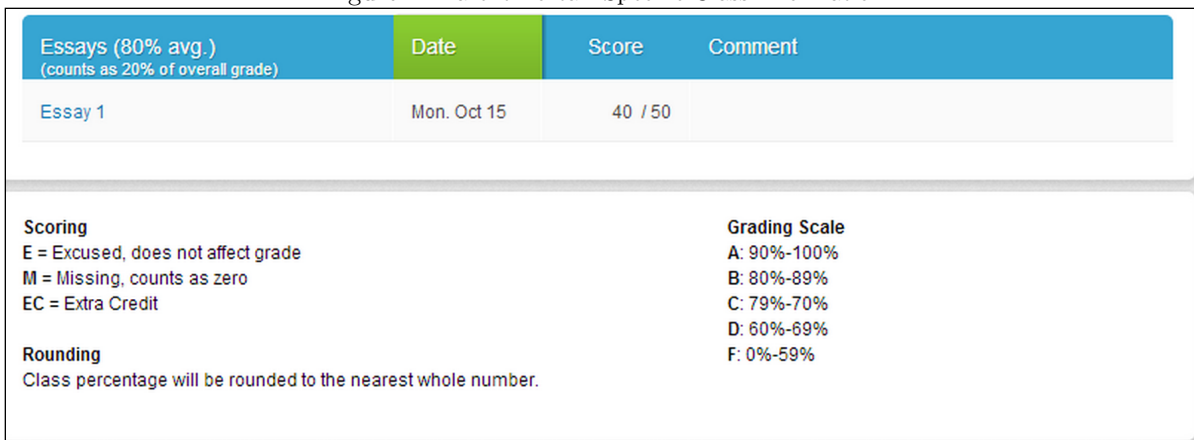 Essays (80% avg.) Date Score Comment
(counts as 20% of overall grade)
Essay 1 Mon. Oct 15 40 / 50
Scoring
E = Excused, does not affect grade
M = Missing, counts as zero
EC = Extra Credit
Rounding
Class percentage will be rounded to the nearest whole number.
Grading Scale
A: 90%-100%
B: 80%-89%
C: 79%-70%
D: 60%-69%
F: 0%-59%